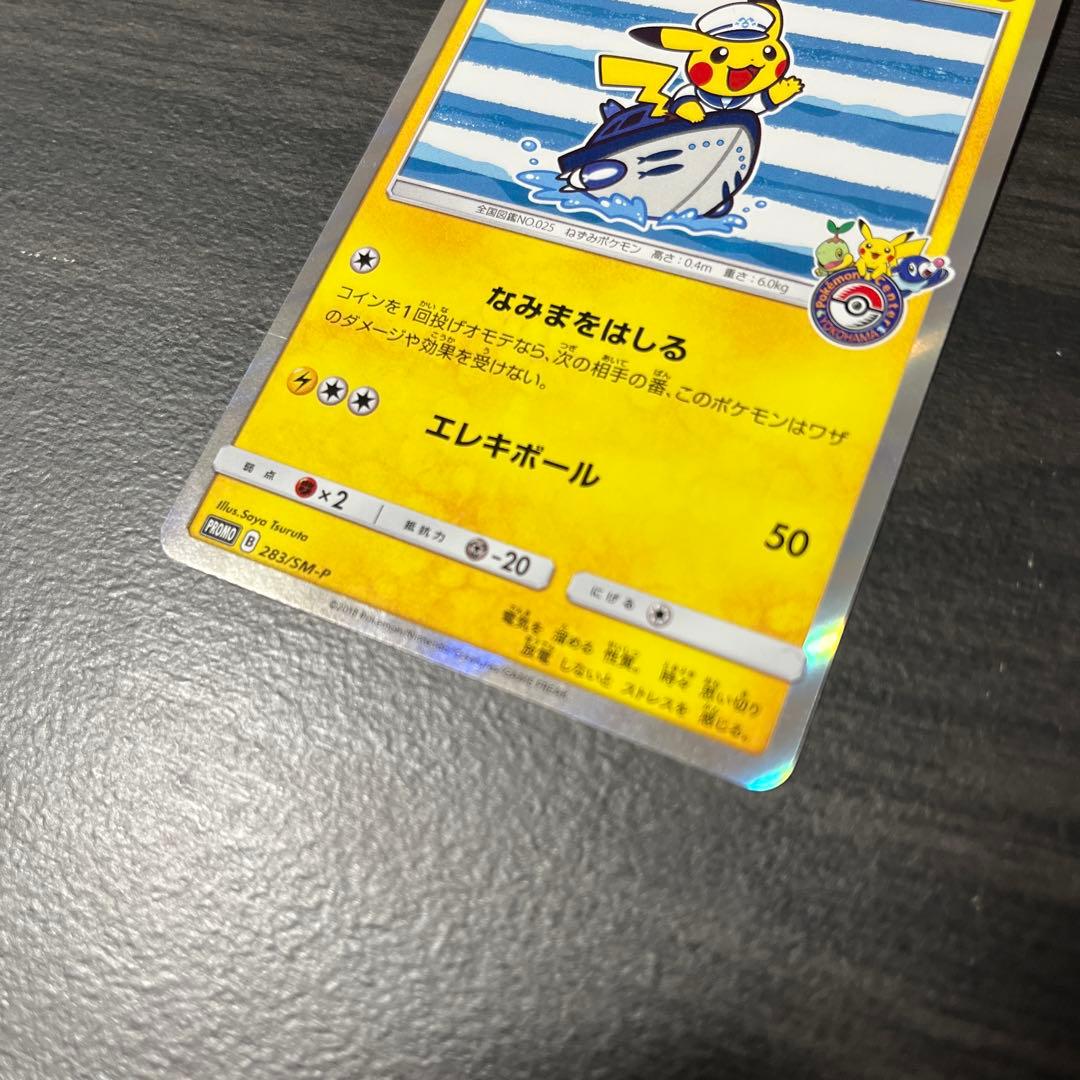 全国図鑑NO.025 ねずみポケモン 高さ：0.4m 重さ：6.0kg
Pokémon Center
YOKOHAMA
なみまをはしる
コインを1回投げオモテなら、次の相手の番、このポケモンはワザ
のダメージや効果を受けない。
エレキボール
50
弱点 ×2 抵抗力 -20 にげる
Illus.Saya Tsuruta
PROMO B 283/SM-P
©2018 Pokémon/Nintendo/Creatures/GAME FREAK.
電気を 溜める 性質。 時々 思い切り
放電 しないと ストレスを 感じる。